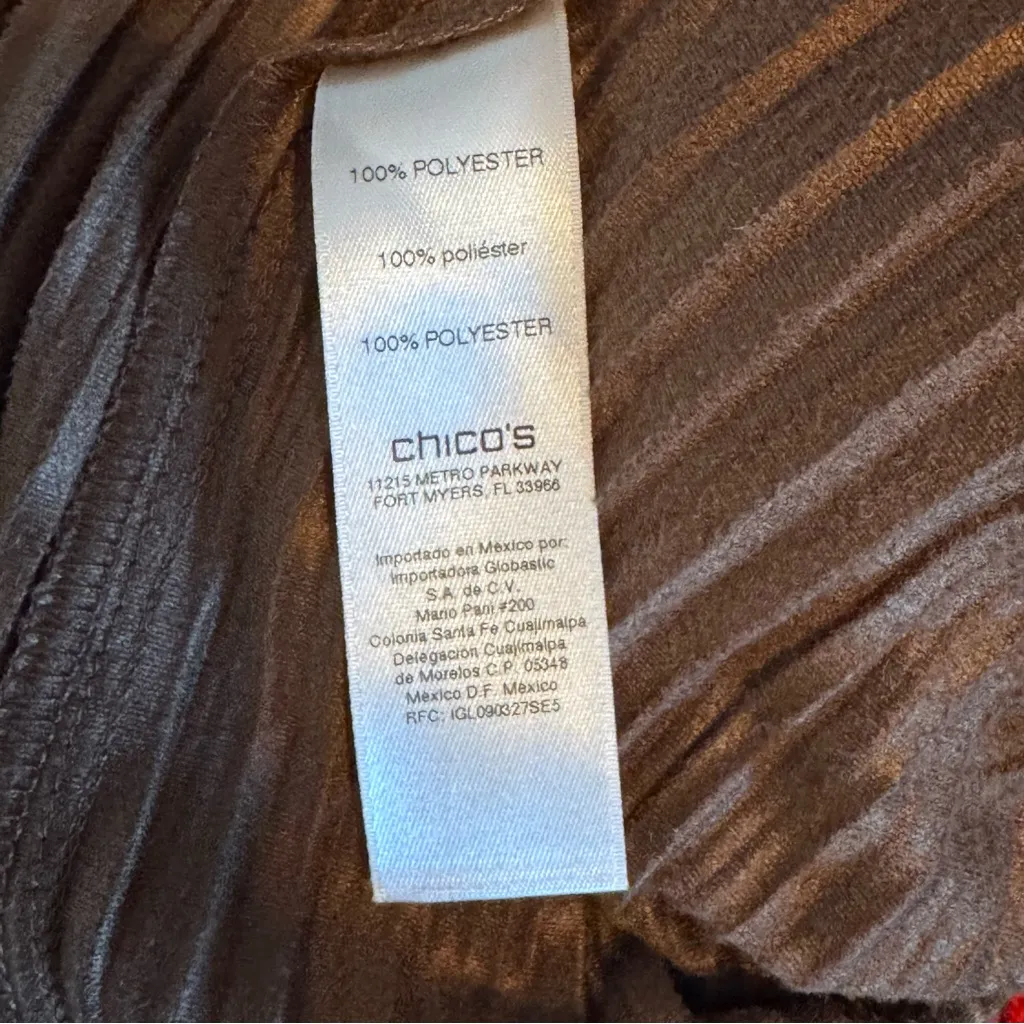 100% POLYESTER
100% poliéster
100% POLYESTER
chico's
11215 METRO PARKWAY
FORT MYERS, FL 33966
Importado en México por:
Importadora Globastic
S.A. de C.V.
Mario Pani #200
Colonia Santa Fe Cuajimalpa
Delegación Cuajimalpa
de Morelos C.P. 05348
México D.F. México
RFC: IGL090327SE5